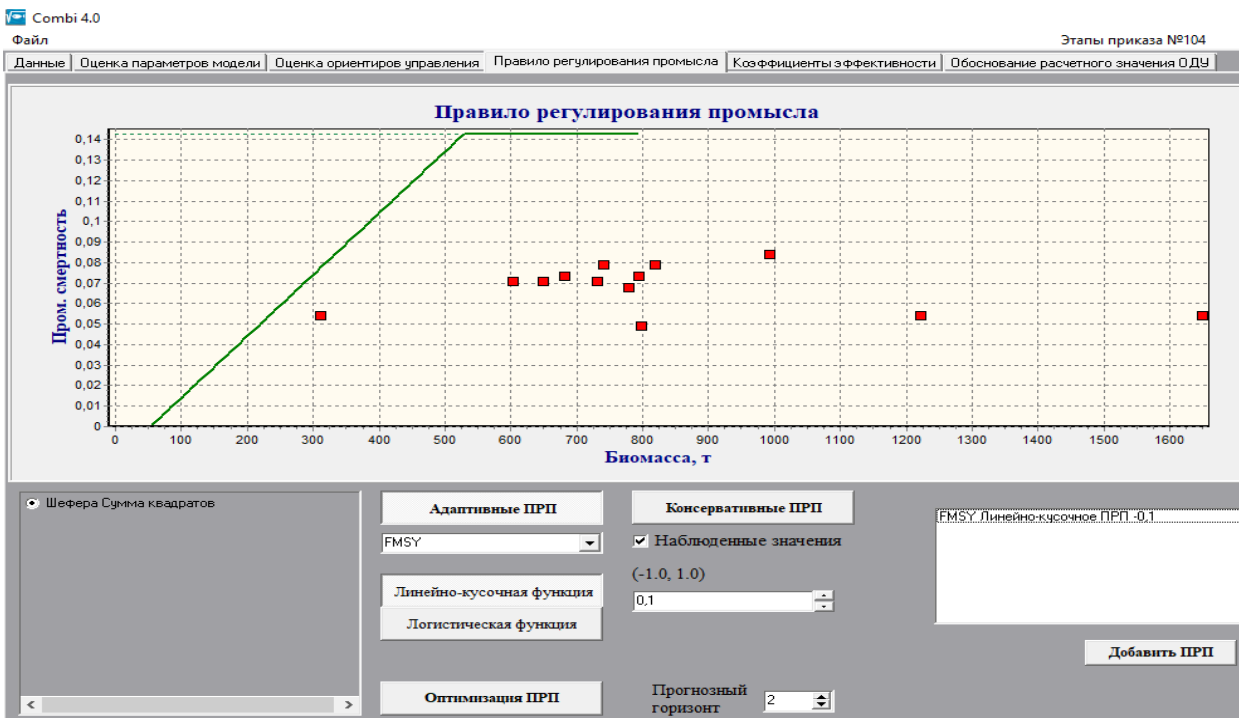 Combi 4.0
Файл Этапы приказа №104
Данные Оценка параметров модели Оценка ориентиров управления Правило регулирования промысла Коэффициенты эффективности Обоснование расчетного значения ОДУ
Правило регулирования промысла
Пром. смертность
0,14
0,13
0,12
0,11
0,1
0,09
0,08
0,07
0,06
0,05
0,04
0,03
0,02
0,01
0
0 100 200 300 400 500 600 700 800 900 1000 1100 1200 1300 1400 1500 1600
Биомасса, т
Шефера Сумма квадратов
Адаптивные ПРП
FMSY
Линейно-кусочная функция
Логистическая функция
Оптимизация ПРП
Консервативные ПРП
Наблюденные значения
(-1.0, 1.0)
0,1
Прогнозный
горизонт
2
FMSY Линейно-кусочное ПРП -0,1
Добавить ПРП